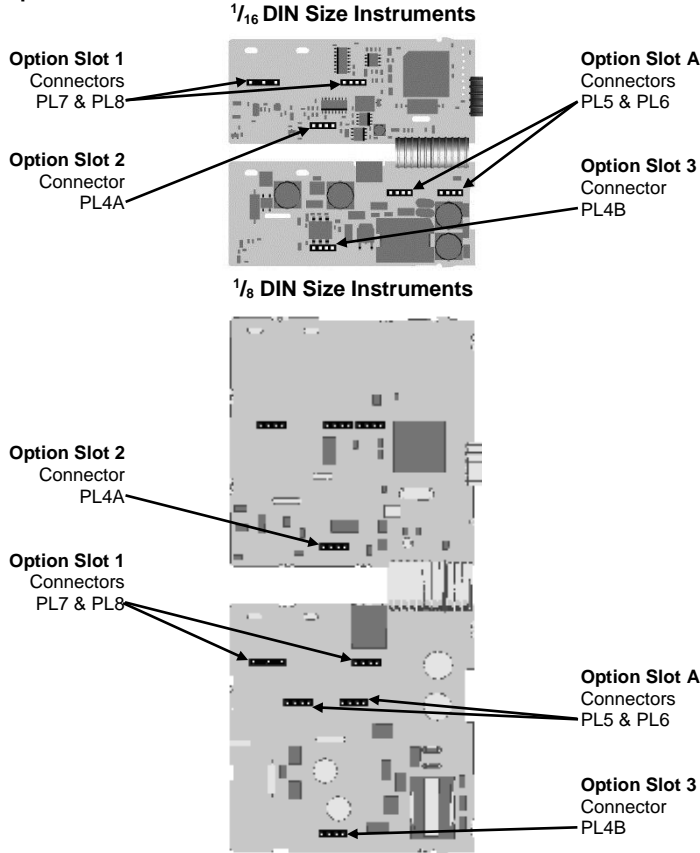 1/16 DIN Size Instruments
Option Slot 1
Connectors
PL7 & PL8
Option Slot A
Connectors
PL5 & PL6
Option Slot 2
Connector
PL4A
Option Slot 3
Connector
PL4B
1/8 DIN Size Instruments
Option Slot 2
Connector
PL4A
Option Slot 1
Connectors
PL7 & PL8
Option Slot A
Connectors
PL5 & PL6
Option Slot 3
Connector
PL4B